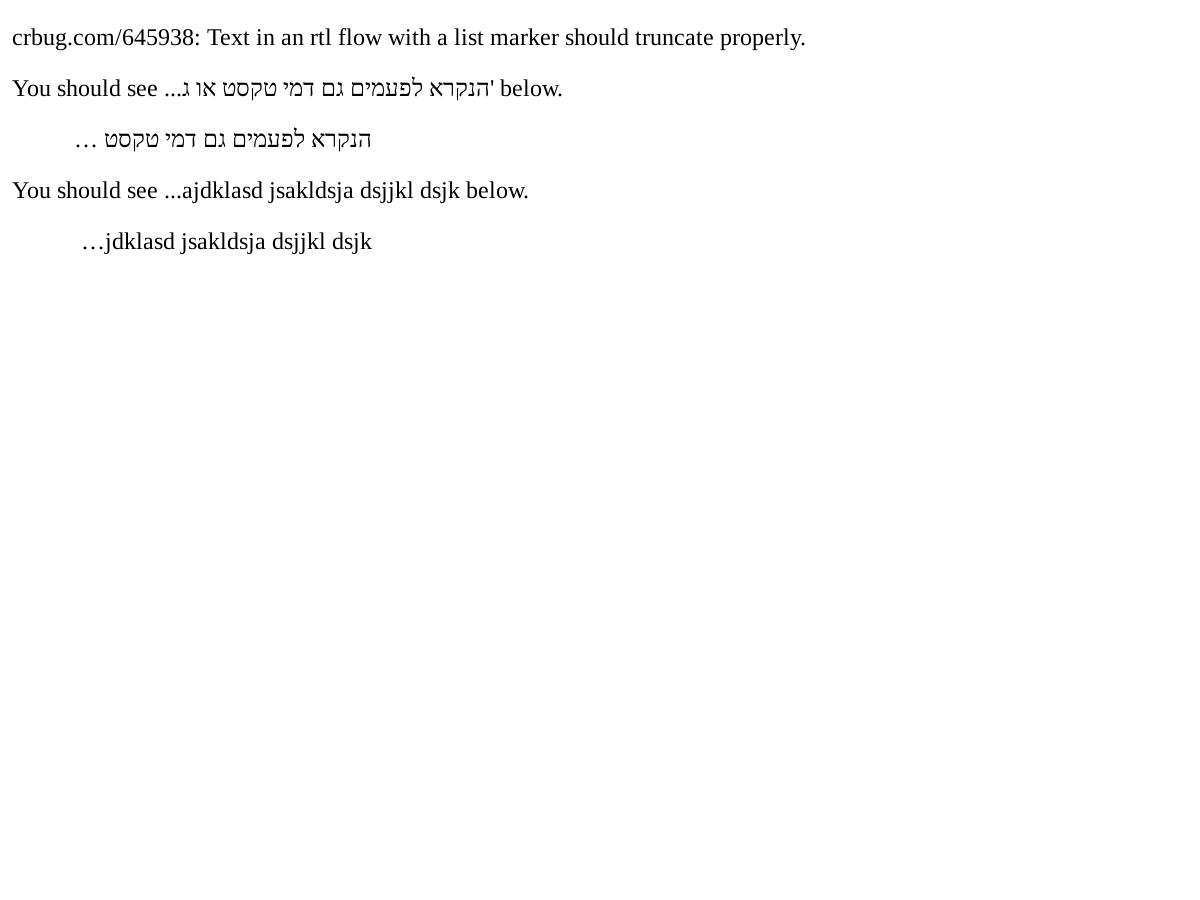 crbug.com/645938: Text in an rtl flow with a list marker should truncate properly.
You should see ...הנקרא לפעמים גם דמי טקסט או ג' below.
הנקרא לפעמים גם דמי טקסט …
You should see ...ajdklasd jsakldsja dsjjkl dsjk below.
…jdklasd jsakldsja dsjjkl dsjk